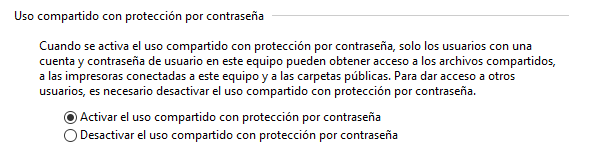 Uso compartido con protección por contraseña
Cuando se activa el uso compartido con protección por contraseña, solo los usuarios con una
cuenta y contraseña de usuario en este equipo pueden obtener acceso a los archivos compartidos,
a las impresoras conectadas a este equipo y a las carpetas públicas. Para dar acceso a otros
usuarios, es necesario desactivar el uso compartido con protección por contraseña.
Activar el uso compartido con protección por contraseña
Desactivar el uso compartido con protección por contraseña